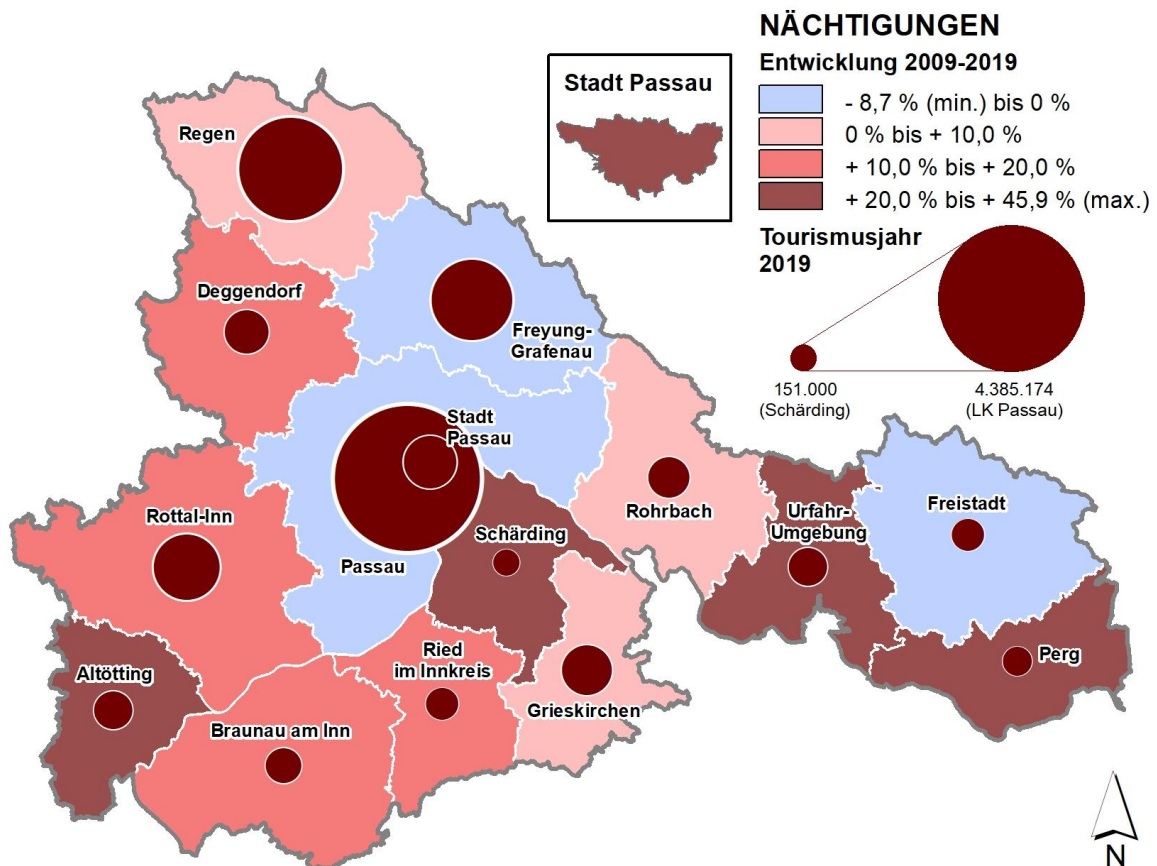 NÄCHTIGUNGEN
Entwicklung 2009-2019
- 8,7 % (min.) bis 0 %
0 % bis + 10,0 %
+ 10,0 % bis + 20,0 %
+ 20,0 % bis + 45,9 % (max.)
Tourismusjahr
2019
151.000
(Schärding)
4.385.174
(LK Passau)
Stadt Passau
Regen
Deggendorf
Freyung-
Grafenau
Stadt
Passau
Rottal-Inn
Passau
Schärding
Rohrbach
Urfahr-
Umgebung
Freistadt
Perg
Altötting
Ried
im Innkreis
Grieskirchen
Braunau am Inn
N